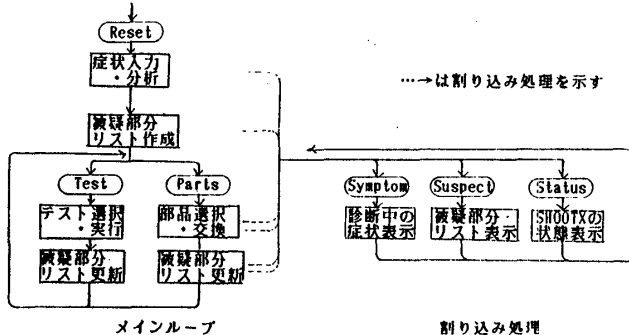 Reset
症状入力
・分析
…→は割り込み処理を示す
被疑部分
リスト作成
Test
Parts
Symptom
Suspect
Status
テスト選択
・実行
部品選択
・交換
診断中の
症状表示
被疑部分・
リスト表示
SHOOTXの
状態表示
被疑部分
リスト更新
被疑部分
リスト更新
メインループ
割り込み処理